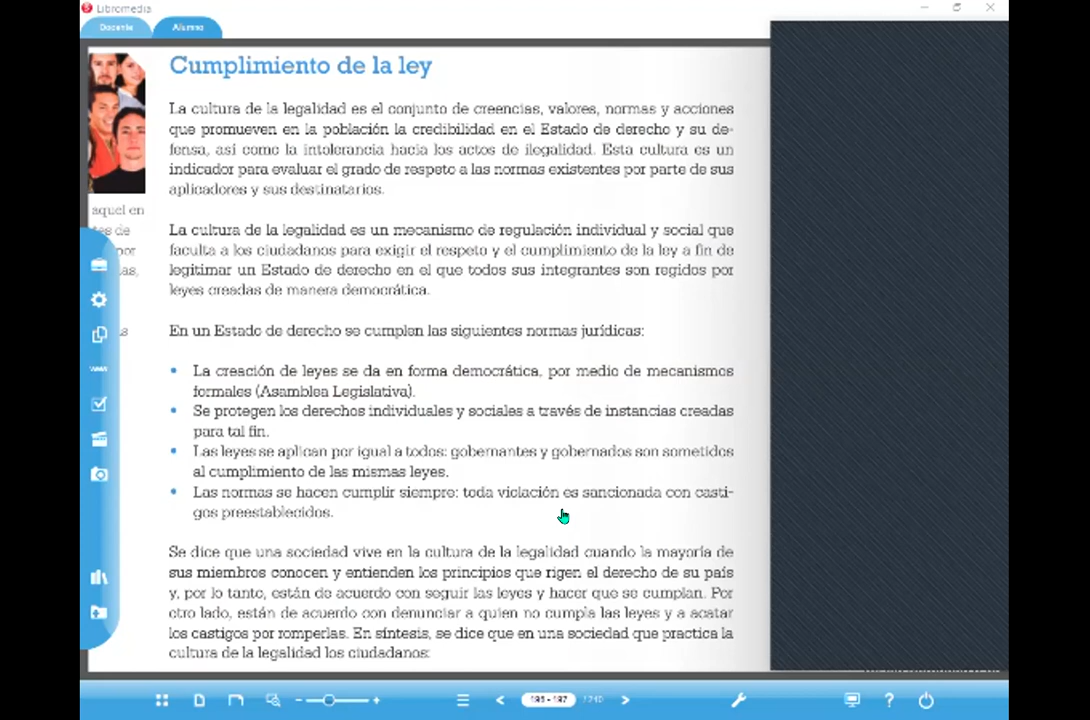 Libromedia
Docente
Alumno
Cumplimiento de la ley
La cultura de la legalidad es el conjunto de creencias, valores, normas y acciones
que promueven en la población la credibilidad en el Estado de derecho y su de-
fensa, así como la intolerancia hacia los actos de ilegalidad. Esta cultura es un
indicador para evaluar el grado de respeto a las normas existentes por parte de sus
aplicadores y sus destinatarios.
aquel en
La cultura de la legalidad es un mecanismo de regulación individual y social que
faculta a los ciudadanos para exigir el respeto y el cumplimiento de la ley a fin de
legitimar un Estado de derecho en el que todos sus integrantes son regidos por
leyes creadas de manera democrática.
de
por
as,
s
En un Estado de derecho se cumplen las siguientes normas jurídicas:
• La creación de leyes se da en forma democrática, por medio de mecanismos
formales (Asamblea Legislativa).
• Se protegen los derechos individuales y sociales a través de instancias creadas
para tal fin.
• Las leyes se aplican por igual a todos: gobernantes y gobernados son sometidos
al cumplimiento de las mismas leyes.
• Las normas se hacen cumplir siempre: toda violación es sancionada con casti-
gos preestablecidos.
Se dice que una sociedad vive en la cultura de la legalidad cuando la mayoría de
sus miembros conocen y entienden los principios que rigen el derecho de su país
y, por lo tanto, están de acuerdo con seguir las leyes y hacer que se cumplan. Por
otro lado, están de acuerdo con denunciar a quien no cumpla las leyes y a acatar
los castigos por romperlas. En síntesis, se dice que en una sociedad que practica la
cultura de la legalidad los ciudadanos:
www
196 - 197
/210